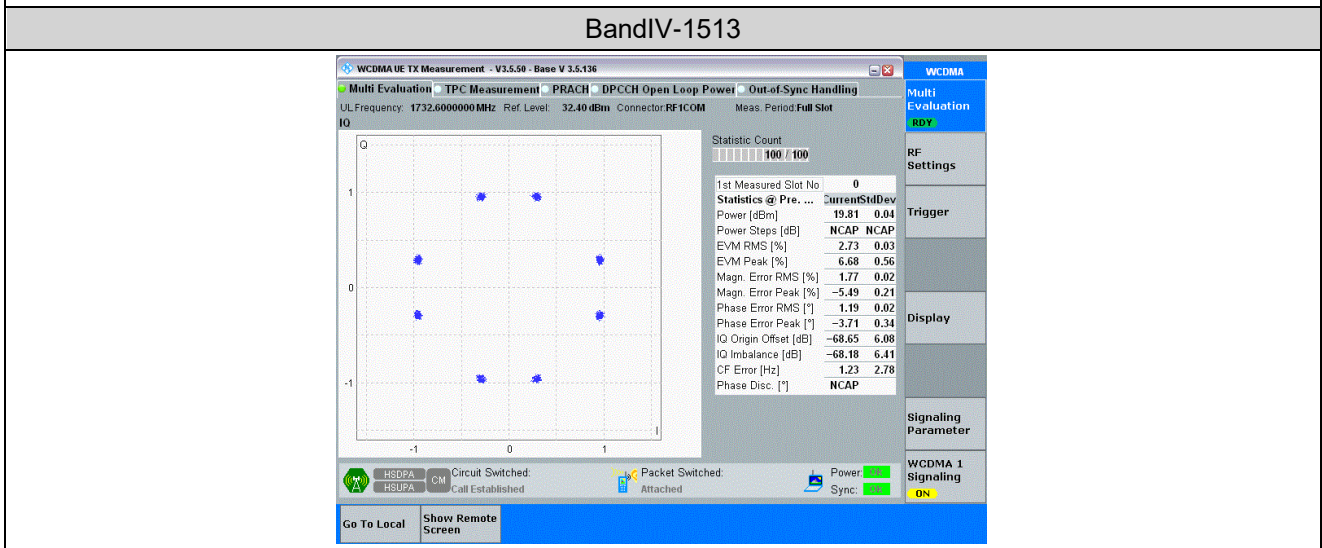 BandIV-1513
WCDMA UE TX Measurement - V3.5.50 - Base V 3.5.136
Multi Evaluation TPC Measurement PRACH DPCCH Open Loop Power Out-of-Sync Handling
UL Frequency: 1732.6000000 MHz Ref. Level: 32.40 dBm Connector:RF1COM Meas. Period:Full Slot
IQ
Q
1
0
-1
-1 0 1
I
Statistic Count
100 / 100
1st Measured Slot No 0
Statistics @ Pre. ... CurrentStdDev
Power [dBm] 19.81 0.04
Power Steps [dB] NCAP NCAP
EVM RMS [%] 2.73 0.03
EVM Peak [%] 6.68 0.56
Magn. Error RMS [%] 1.77 0.02
Magn. Error Peak [%] −5.49 0.21
Phase Error RMS [°] 1.19 0.02
Phase Error Peak [°] −3.71 0.34
IQ Origin Offset [dB] −68.65 6.08
IQ Imbalance [dB] −68.18 6.41
CF Error [Hz] 1.23 2.78
Phase Disc. [°] NCAP
HSDPA
HSUPA
CM
Circuit Switched:
Call Established
Packet Switched:
Attached
Power:
Sync:
WCDMA
Multi
Evaluation
RDY
RF
Settings
Trigger
Display
Signaling
Parameter
WCDMA 1
Signaling
ON
Go To Local
Show Remote
Screen